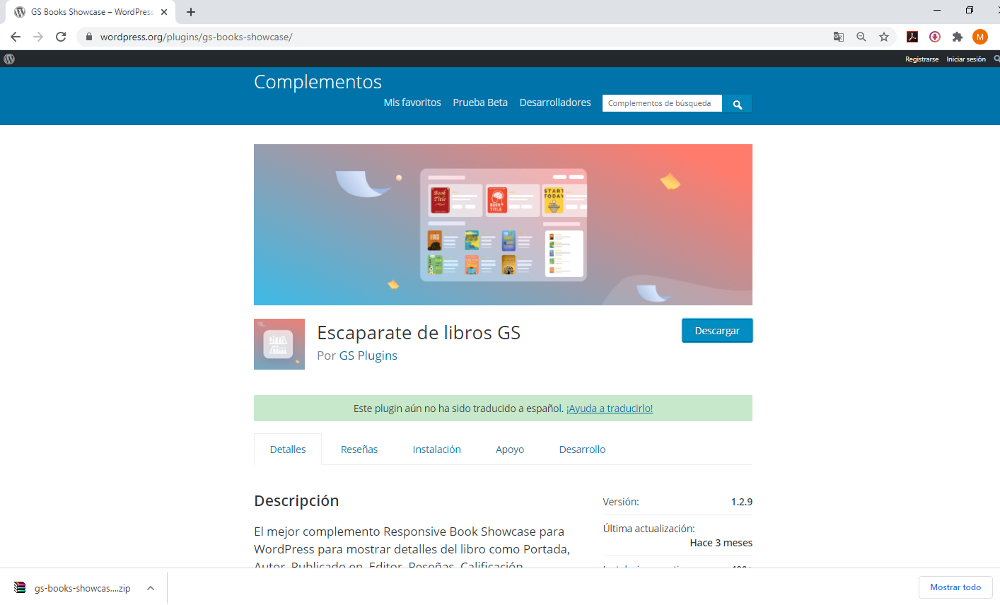 GS Books Showcase – WordPress
wordpress.org/plugins/gs-books-showcase/
M
Registrarse Iniciar sesión
Complementos
Mis favoritos Prueba Beta Desarrolladores Complementos de búsqueda
Book Title
BOOK TITLE
START TODAY
Escaparate de libros GS
Descargar
Por GS Plugins
Este plugin aún no ha sido traducido a español. ¡Ayuda a traducirlo!
Detalles Reseñas Instalación Apoyo Desarrollo
Descripción
Versión: 1.2.9
El mejor complemento Responsive Book Showcase para
WordPress para mostrar detalles del libro como Portada,
Autor, Publicado en, Editor, Reseñas, Calificación
Última actualización:
Hace 3 meses
gs-books-showcas....zip
Mostrar todo